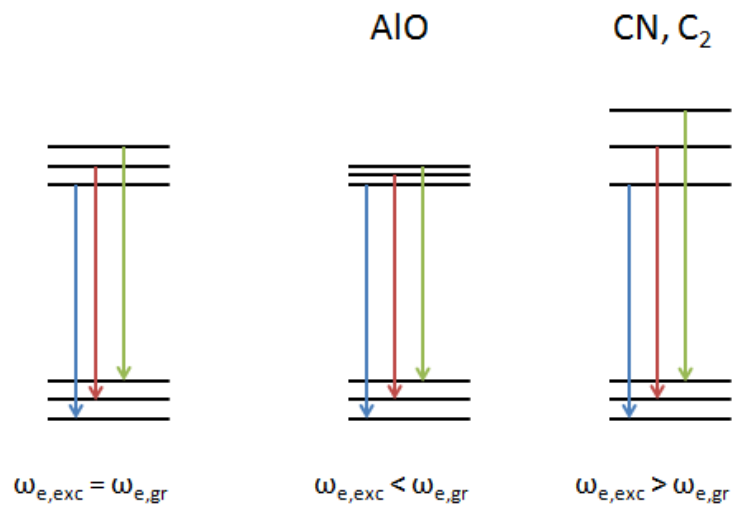 AlO
CN, C₂
ωe,exc = ωe,gr
ωe,exc < ωe,gr
ωe,exc > ωe,gr